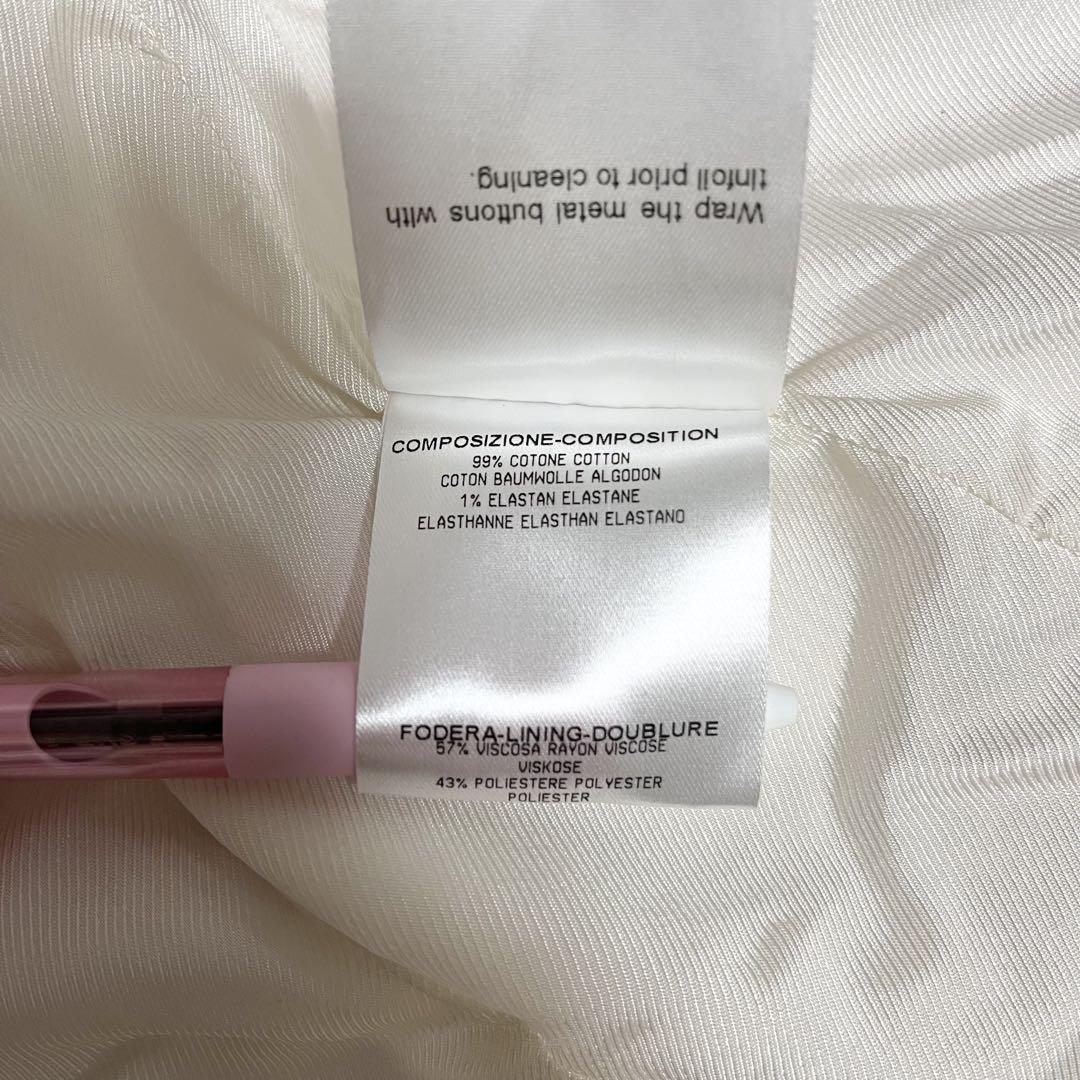 Wrap the metal buttons with
tinfoil prior to cleaning.
COMPOSIZIONE-COMPOSITION
99% COTONE COTTON
COTON BAUMWOLLE ALGODON
1% ELASTAN ELASTANE
ELASTHANNE ELASTHAN ELASTANO
FODERA-LINING-DOUBLURE
57% VISCOSA RAYON VISCOSE
VISKOSE
43% POLIESTERE POLYESTER
POLIESTER